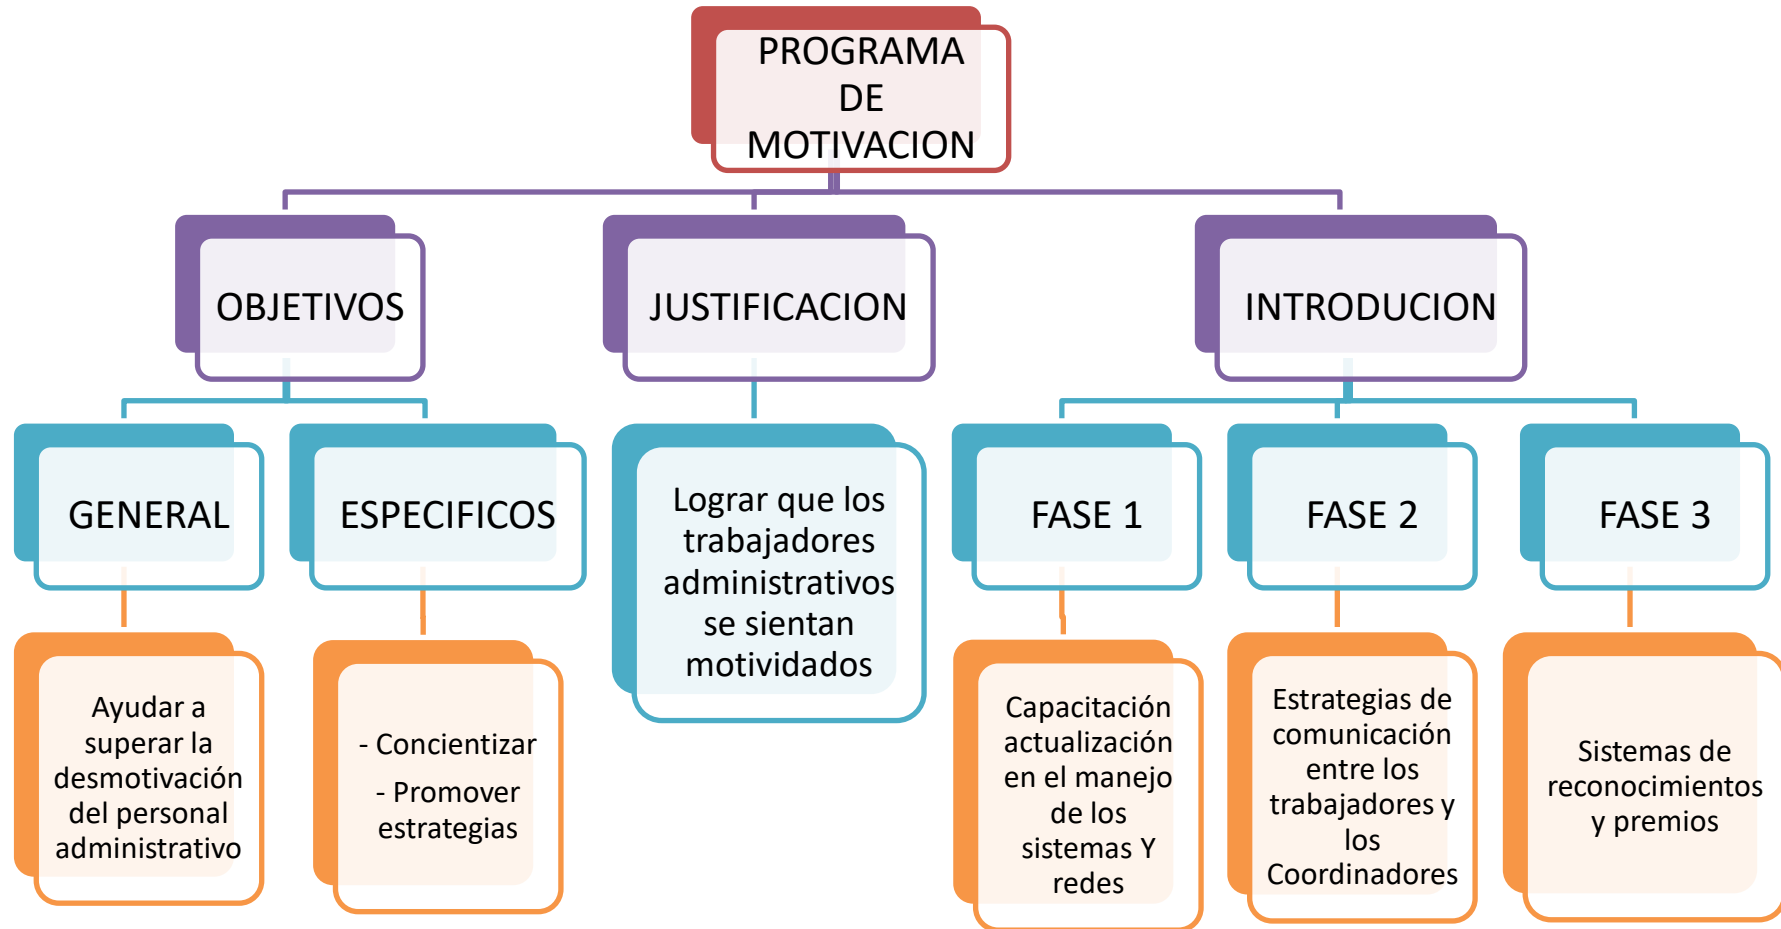 PROGRAMA
DE
MOTIVACION
OBJETIVOS
JUSTIFICACION
INTRODUCION
GENERAL
ESPECIFICOS
Lograr que los
trabajadores
administrativos
se sientan
motividados
FASE 1
FASE 2
FASE 3
Ayudar a
superar la
desmotivación
del personal
administrativo
- Concientizar
- Promover
estrategias
Capacitación
actualización
en el manejo
de los
sistemas Y
redes
Estrategias de
comunicación
entre los
trabajadores y
los
Coordinadores
Sistemas de
reconocimientos
y premios